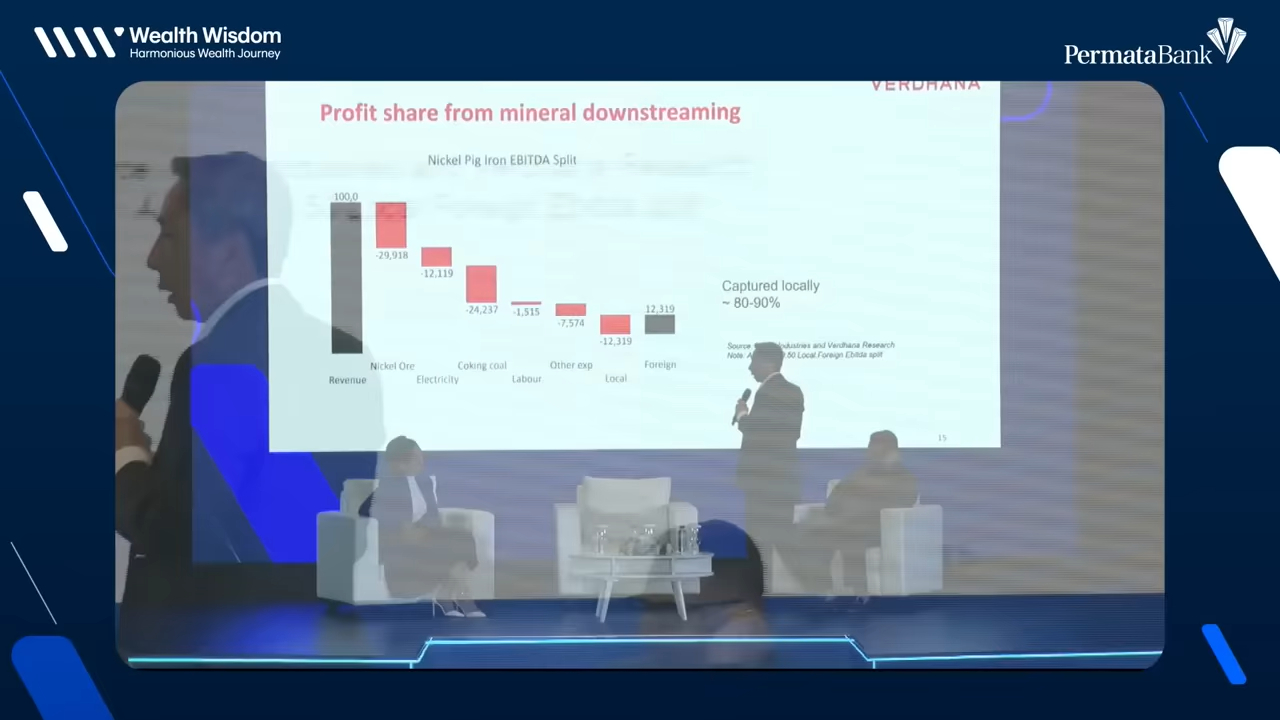 Wealth Wisdom
Harmonious Wealth Journey
PermataBank
VERDHANA
Profit share from mineral downstreaming
Nickel Pig Iron EBITDA Split
100,0
-29,918
-12,119
-24,237
-1,515
-7,574
-12,319
12,319
Revenue
Nickel Ore
Electricity
Coking coal
Labour
Other exp
Local
Foreign
Captured locally
~ 80-90%
Source
Industries and Verdhana Research
Note:
50 Local Foreign Ebitda split
15